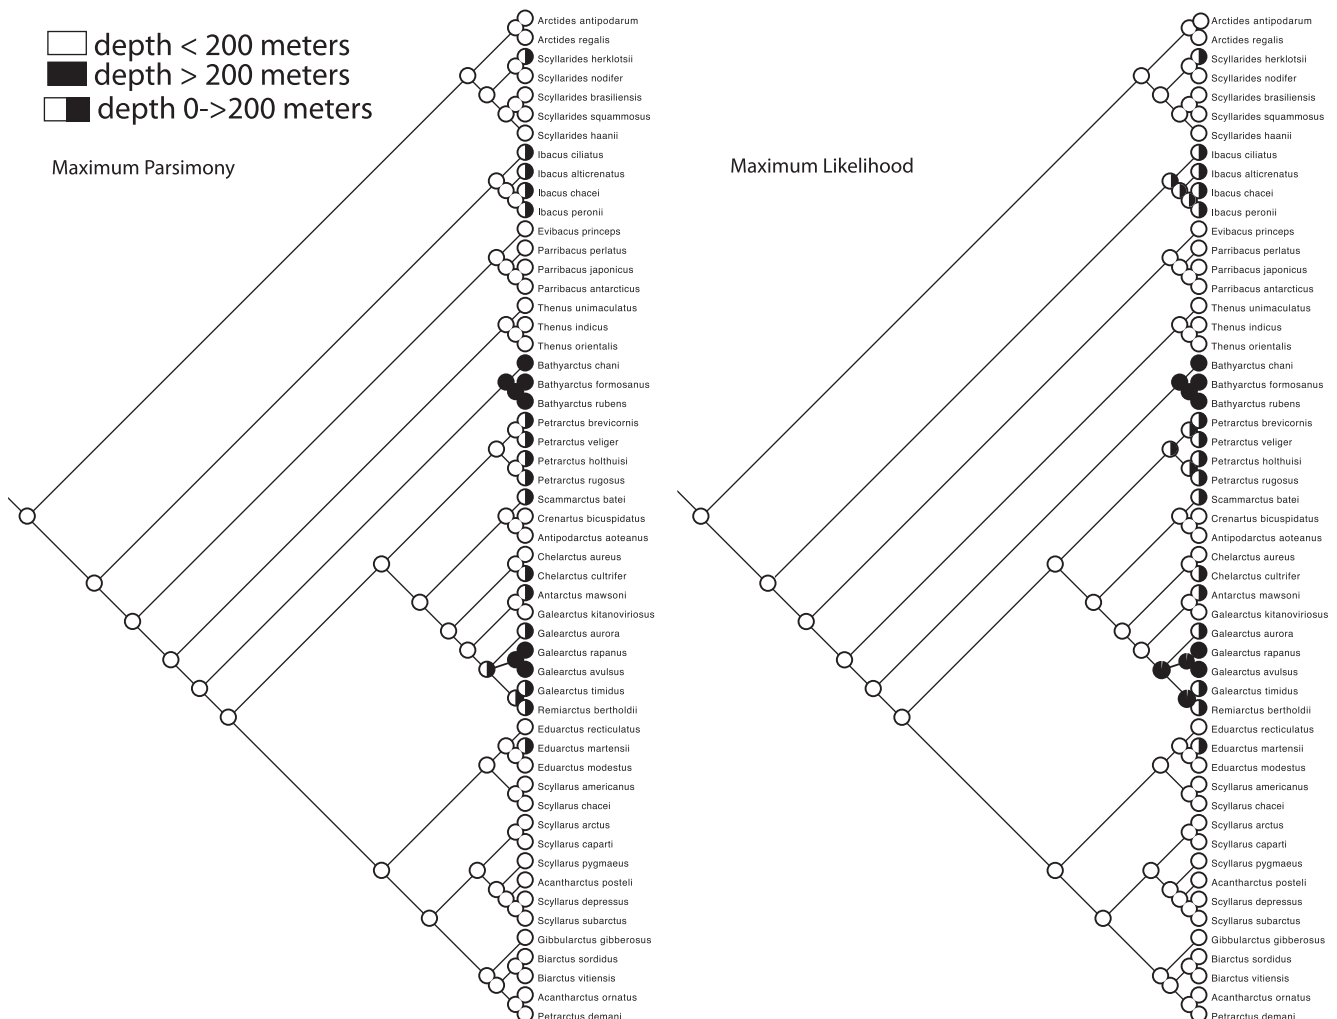 depth < 200 meters
depth > 200 meters
depth 0->200 meters
Maximum Parsimony
Arctides antipodarum
Arctides regalis
Scyllarides herklotsii
Scyllarides nodifer
Scyllarides brasiliensis
Scyllarides squammosus
Scyllarides haanii
Ibacus ciliatus
Ibacus alticrenatus
Ibacus chacei
Ibacus peronii
Evibacus princeps
Parribacus perlatus
Parribacus japonicus
Parribacus antarcticus
Thenus unimaculatus
Thenus indicus
Thenus orientalis
Bathyarctus chani
Bathyarctus formosanus
Bathyarctus rubens
Petrarctus brevicornis
Petrarctus veliger
Petrarctus holthuisi
Petrarctus rugosus
Scammarctus batei
Crenartus bicuspidatus
Antipodarctus aoteanus
Chelarctus aureus
Chelarctus cultrifer
Antarctus mawsoni
Galearctus kitanoviriosus
Galearctus aurora
Galearctus rapanus
Galearctus avulsus
Galearctus timidus
Remiarctus bertholdii
Eduarctus recticulatus
Eduarctus martensii
Eduarctus modestus
Scyllarus americanus
Scyllarus chacei
Scyllarus arctus
Scyllarus caparti
Scyllarus pygmaeus
Acantharctus posteli
Scyllarus depressus
Scyllarus subarctus
Gibbularctus gibberosus
Biarctus sordidus
Biarctus vitiensis
Acantharctus ornatus
Petrarctus demani
Maximum Likelihood
Arctides antipodarum
Arctides regalis
Scyllarides herklotsii
Scyllarides nodifer
Scyllarides brasiliensis
Scyllarides squammosus
Scyllarides haanii
Ibacus ciliatus
Ibacus alticrenatus
Ibacus chacei
Ibacus peronii
Evibacus princeps
Parribacus perlatus
Parribacus japonicus
Parribacus antarcticus
Thenus unimaculatus
Thenus indicus
Thenus orientalis
Bathyarctus chani
Bathyarctus formosanus
Bathyarctus rubens
Petrarctus brevicornis
Petrarctus veliger
Petrarctus holthuisi
Petrarctus rugosus
Scammarctus batei
Crenartus bicuspidatus
Antipodarctus aoteanus
Chelarctus aureus
Chelarctus cultrifer
Antarctus mawsoni
Galearctus kitanoviriosus
Galearctus aurora
Galearctus rapanus
Galearctus avulsus
Galearctus timidus
Remiarctus bertholdii
Eduarctus recticulatus
Eduarctus martensii
Eduarctus modestus
Scyllarus americanus
Scyllarus chacei
Scyllarus arctus
Scyllarus caparti
Scyllarus pygmaeus
Acantharctus posteli
Scyllarus depressus
Scyllarus subarctus
Gibbularctus gibberosus
Biarctus sordidus
Biarctus vitiensis
Acantharctus ornatus
Petrarctus demani